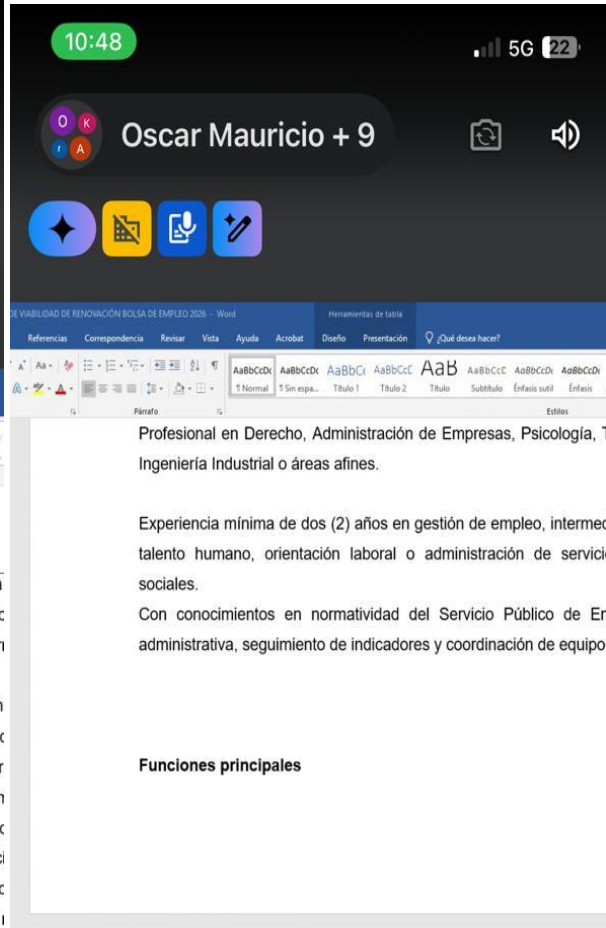 10:48
5G 22
O K r A
Oscar Mauricio + 9
DE VIABILIDAD DE RENOVACIÓN BOLSA DE EMPLEO 2026 - Word
Herramientas de tabla
Referencias Correspondencia Revisar Vista Ayuda Acrobat Diseño Presentación ¿Qué desea hacer?
AaBbCcDc AaBbCcDc AaBbCc AaBbCcC AaB AaBbCcC AaBbCcDc AaBbCcDc
¶ Normal ¶ Sin espa... Título 1 Título 2 Título Subtítulo Énfasis sutil Énfasis
Párrafo
Estilos
Profesional en Derecho, Administración de Empresas, Psicología,
Ingeniería Industrial o áreas afines.
Experiencia mínima de dos (2) años en gestión de empleo,
talento humano, orientación laboral o administración de
sociales.
Con conocimientos en normatividad del Servicio Público de
administrativa, seguimiento de indicadores y coordinación de
Funciones principales